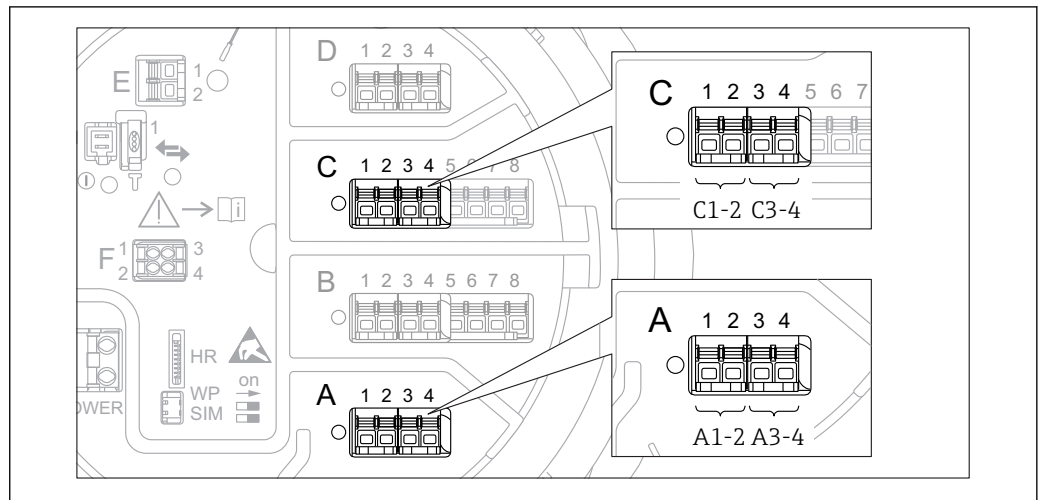 D 1 2 3 4
E 1
2
1
C 1 2 3 4 5 6 7 8
C 1 2 3 4 5 6 7
C1-2 C3-4
i
F 1 3
2 4
B 1 2 3 4 5 6 7 8
A 1 2 3 4
A1-2 A3-4
HR
on
WP
SIM
OWER
A 1 2 3 4